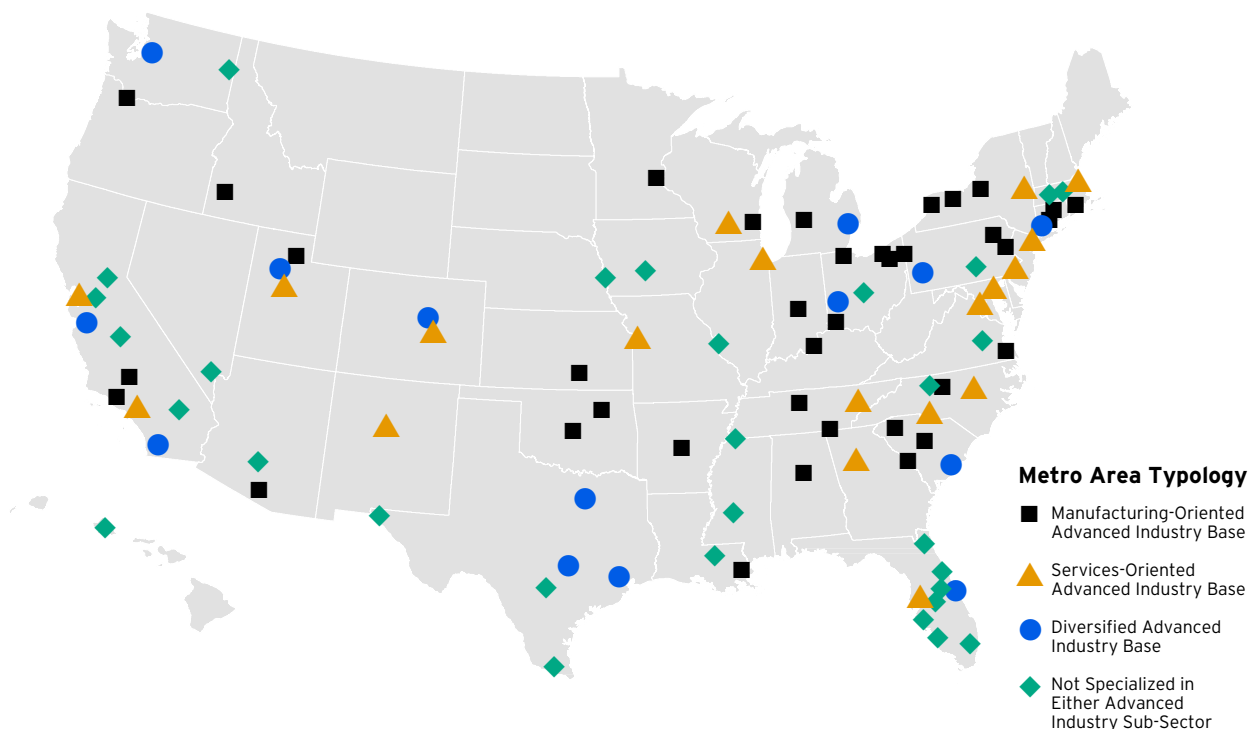 Metro Area Typology
Manufacturing-Oriented
Advanced Industry Base
Services-Oriented
Advanced Industry Base
Diversified Advanced
Industry Base
Not Specialized in
Either Advanced
Industry Sub-Sector